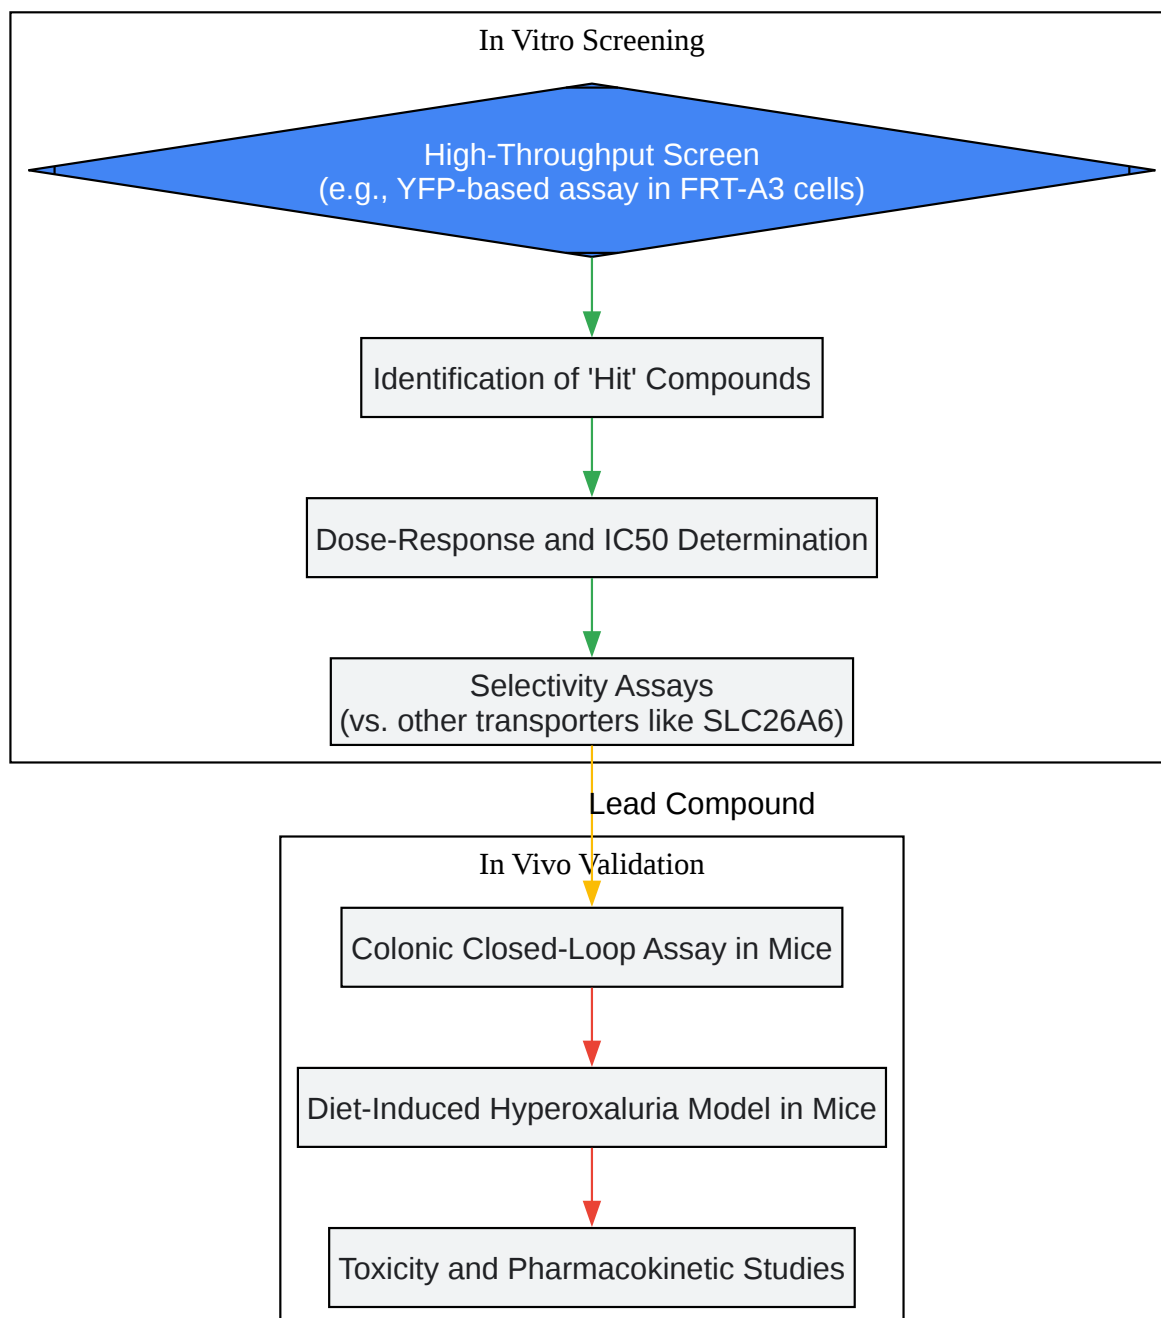 In Vitro Screening
High-Throughput Screen
(e.g., YFP-based assay in FRT-A3 cells)
Identification of 'Hit' Compounds
Dose-Response and IC50 Determination
Selectivity Assays
(vs. other transporters like SLC26A6)
Lead Compound
In Vivo Validation
Colonic Closed-Loop Assay in Mice
Diet-Induced Hyperoxaluria Model in Mice
Toxicity and Pharmacokinetic Studies